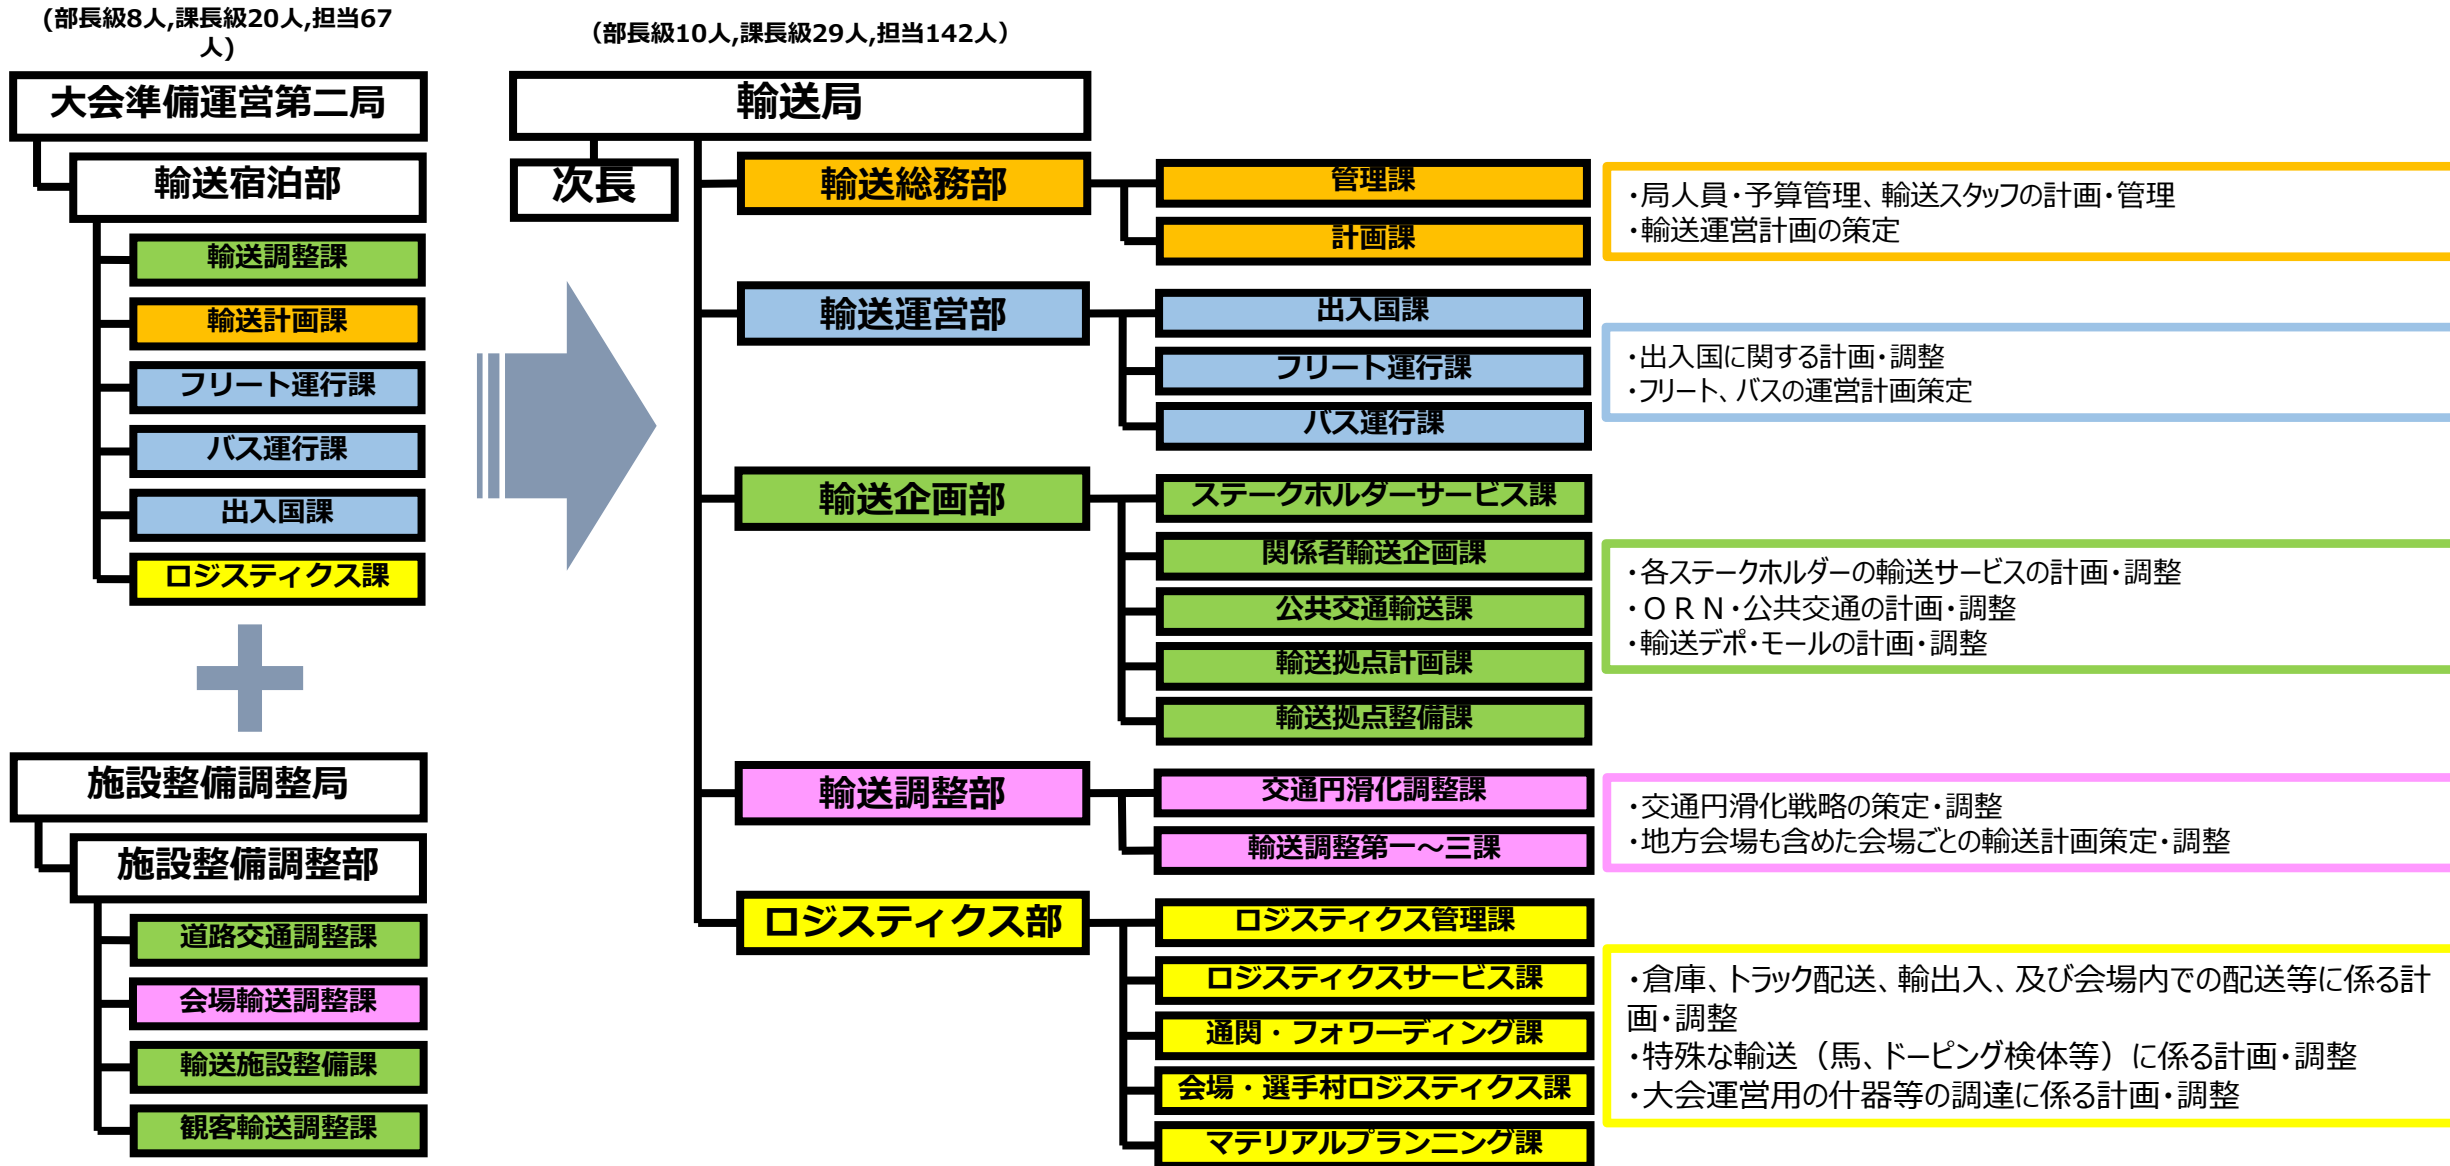 (部長級8人,課長級20人,担当67
人)
大会準備運営第二局
輸送宿泊部
輸送調整課
輸送計画課
フリート運行課
バス運行課
出入国課
ロジスティクス課
施設整備調整局
施設整備調整部
道路交通調整課
会場輸送調整課
輸送施設整備課
観客輸送調整課
（部長級10人,課長級29人,担当142人）
輸送局
次長
輸送総務部
管理課
計画課
・局人員・予算管理、輸送スタッフの計画・管理
・輸送運営計画の策定
輸送運営部
出入国課
フリート運行課
バス運行課
・出入国に関する計画・調整
・フリート、バスの運営計画策定
輸送企画部
ステークホルダーサービス課
関係者輸送企画課
公共交通輸送課
輸送拠点計画課
輸送拠点整備課
・各ステークホルダーの輸送サービスの計画・調整
・ＯＲＮ・公共交通の計画・調整
・輸送デポ・モールの計画・調整
輸送調整部
交通円滑化調整課
輸送調整第一～三課
・交通円滑化戦略の策定・調整
・地方会場も含めた会場ごとの輸送計画策定・調整
ロジスティクス部
ロジスティクス管理課
ロジスティクスサービス課
通関・フォワーディング課
会場・選手村ロジスティクス課
マテリアルプランニング課
・倉庫、トラック配送、輸出入、及び会場内での配送等に係る計
画・調整
・特殊な輸送（馬、ドーピング検体等）に係る計画・調整
・大会運営用の什器等の調達に係る計画・調整